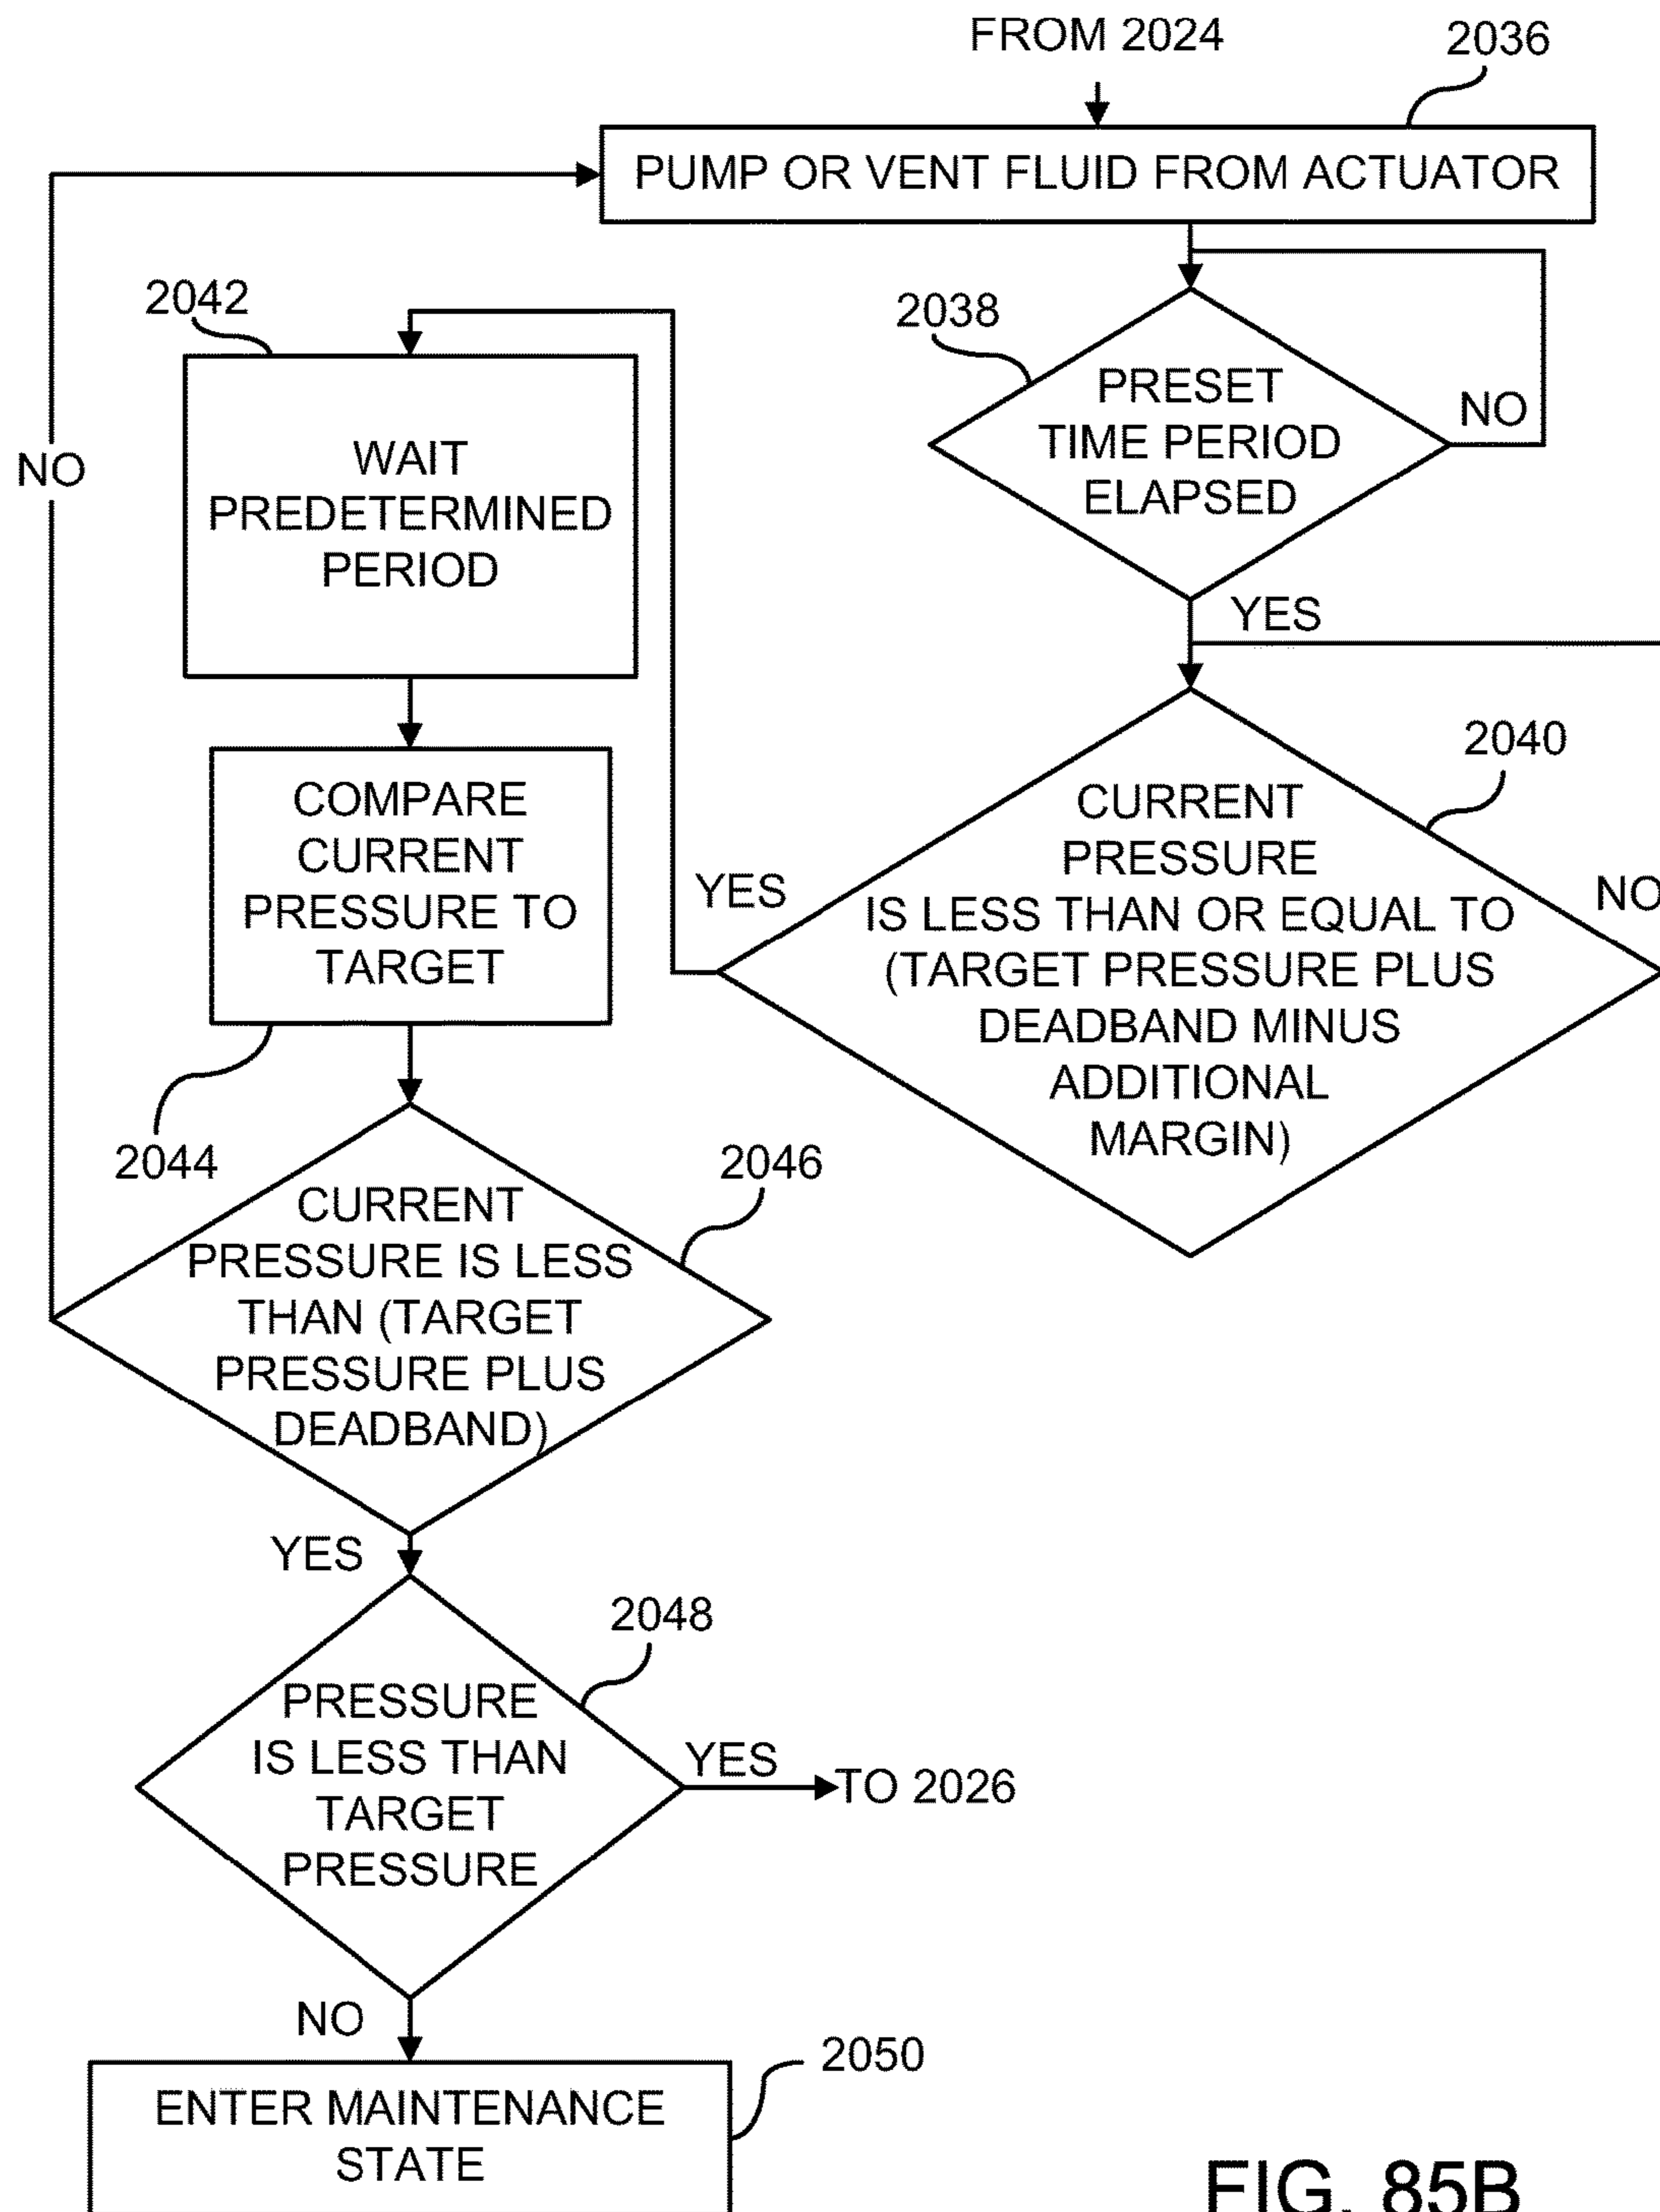 FROM 2024
2036
PUMP OR VENT FLUID FROM ACTUATOR
2038
PRESET
TIME PERIOD
ELAPSED
NO
YES
2040
CURRENT
PRESSURE
IS LESS THAN OR EQUAL TO
(TARGET PRESSURE PLUS
DEADBAND MINUS
ADDITIONAL
MARGIN)
NO
YES
2042
WAIT
PREDETERMINED
PERIOD
COMPARE
CURRENT
PRESSURE TO
TARGET
2044
2046
CURRENT
PRESSURE IS LESS
THAN (TARGET
PRESSURE PLUS
DEADBAND)
NO
YES
2048
PRESSURE
IS LESS THAN
TARGET
PRESSURE
YES
TO 2026
NO
2050
ENTER MAINTENANCE
STATE
FIG. 85B